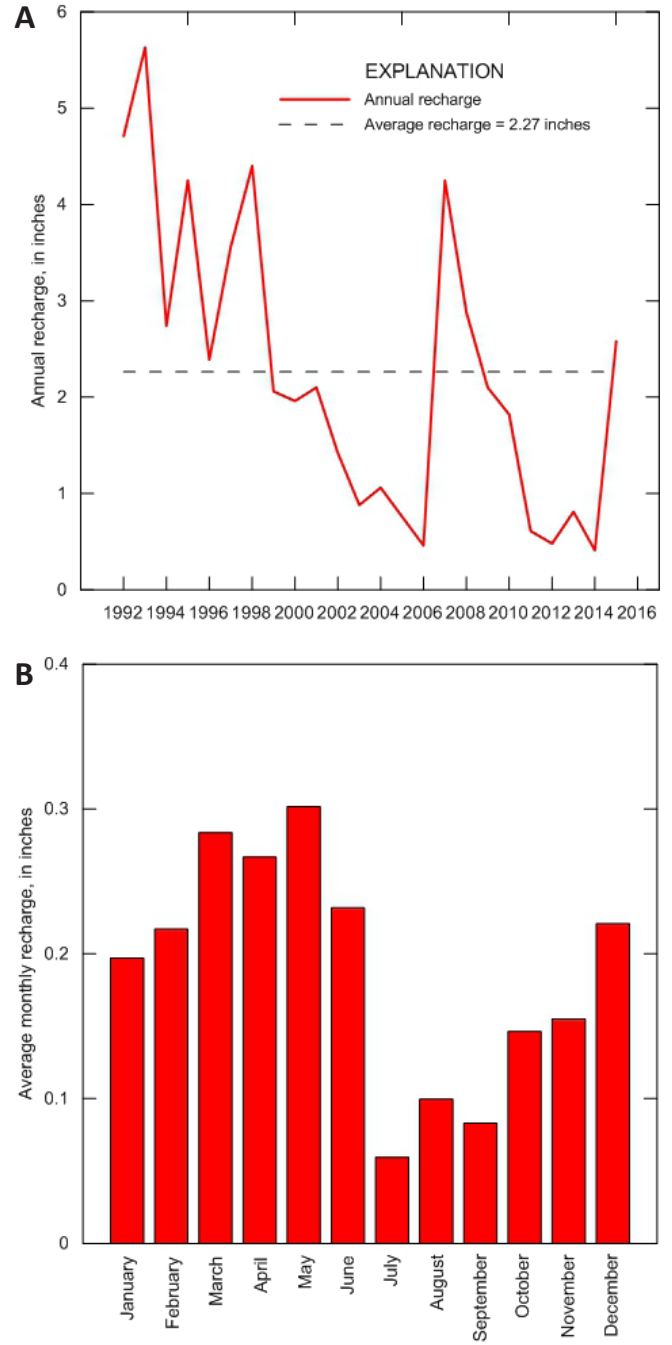 A
6
5
4
3
2
1
0
Annual recharge, in inches
EXPLANATION
Annual recharge
Average recharge = 2.27 inches
1992 1994 1996 1998 2000 2002 2004 2006 2008 2010 2012 2014 2016
B
0.4
0.3
0.2
0.1
0
Average monthly recharge, in inches
January
February
March
April
May
June
July
August
September
October
November
December